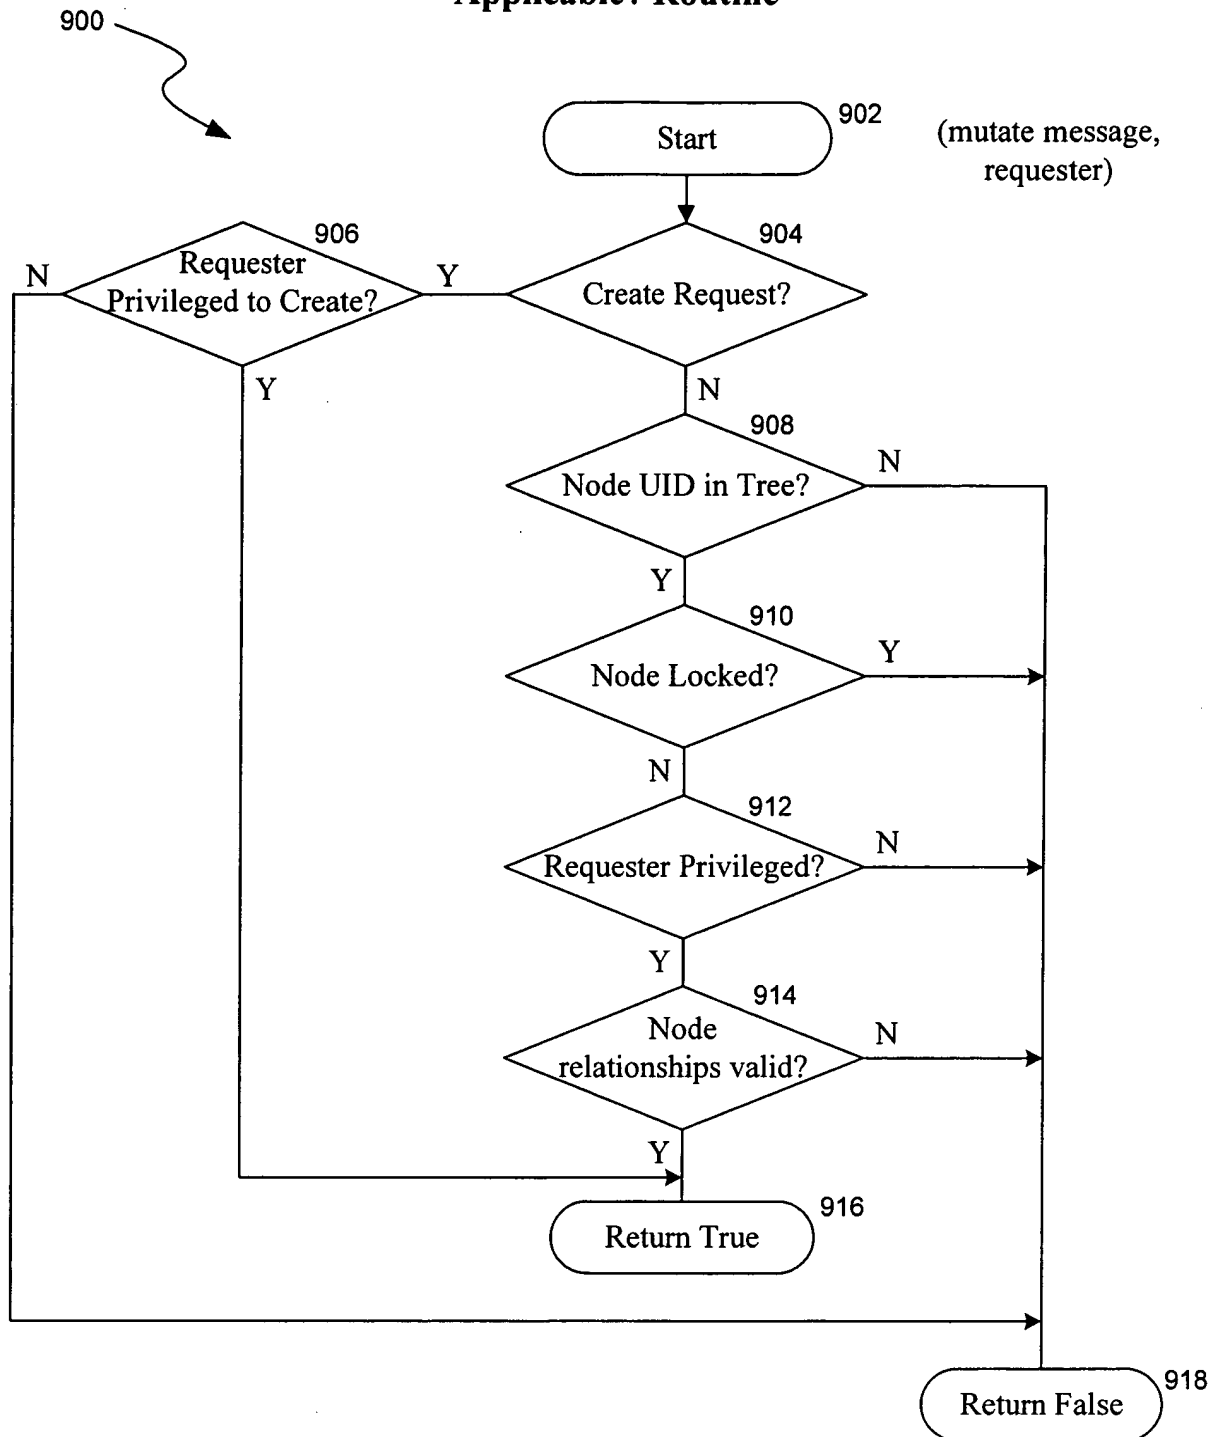 Applicable? Routine
900
Start
902
(mutate message,
requester)
906
Requester
Privileged to Create?
N
Y
904
Create Request?
Y
N
908
Node UID in Tree?
N
Y
910
Node Locked?
Y
N
912
Requester Privileged?
N
Y
914
Node
relationships valid?
N
Y
916
Return True
918
Return False